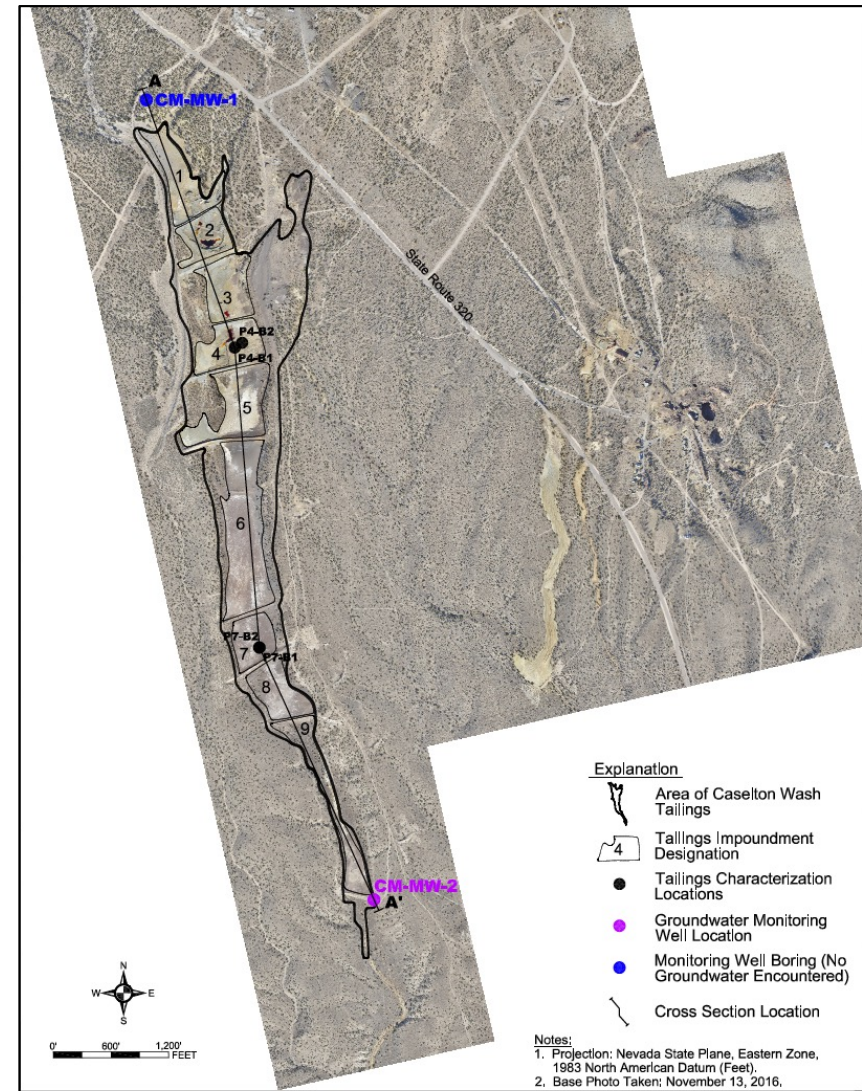 A
CM-MW-1
1
2
3
State Route 320
P4-B2
4
P4-B1
5
6
P7-B2
7
P7-B1
8
9
CM-MW-2
A'
Explanation
Area of Caselton Wash
Tailings
4
Tailings Impoundment
Designation
Tailings Characterization
Locations
Groundwater Monitoring
Well Location
Monitoring Well Boring (No
Groundwater Encountered)
Cross Section Location
N
W E
S
0' 600' 1,200'
FEET
Notes:
1. Projection: Nevada State Plane, Eastern Zone,
1983 North American Datum (Feet).
2. Base Photo Taken: November 13, 2016.